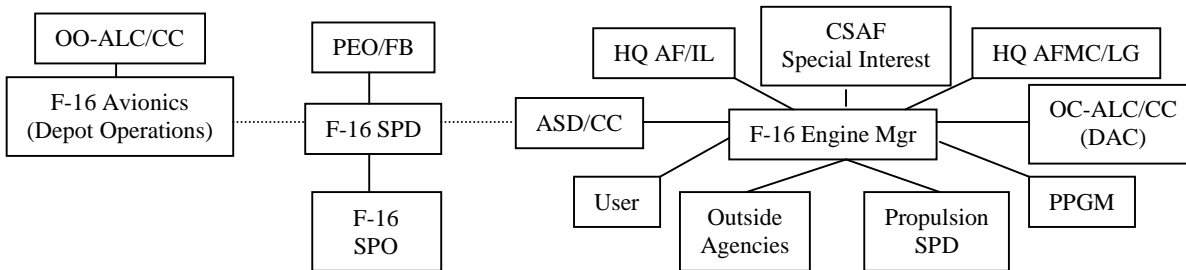 OO-ALC/CC
F-16 Avionics
(Depot Operations)
PEO/FB
F-16 SPD
F-16
SPO
ASD/CC
HQ AF/IL
CSAF
Special Interest
HQ AFMC/LG
F-16 Engine Mgr
OC-ALC/CC
(DAC)
User
Outside
Agencies
Propulsion
SPD
PPGM